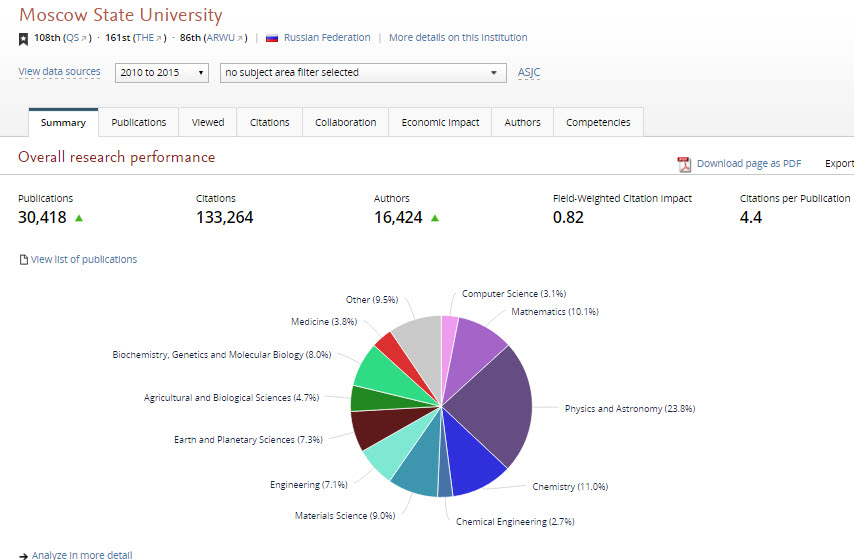 Moscow State University
108th (QS↗) · 161st (THE↗) · 86th (ARWU↗) | Russian Federation | More details on this institution
View data sources 2010 to 2015 no subject area filter selected ASJC
Summary Publications Viewed Citations Collaboration Economic Impact Authors Competencies
Overall research performance
Download page as PDF Export
Publications Citations Authors Field-Weighted Citation Impact Citations per Publication
30,418 133,264 16,424 0.82 4.4
View list of publications
Computer Science (3.1%)
Other (9.5%)
Mathematics (10.1%)
Medicine (3.8%)
Biochemistry, Genetics and Molecular Biology (8.0%)
Agricultural and Biological Sciences (4.7%)
Physics and Astronomy (23.8%)
Earth and Planetary Sciences (7.3%)
Engineering (7.1%)
Chemistry (11.0%)
Materials Science (9.0%)
Chemical Engineering (2.7%)
Analyze in more detail